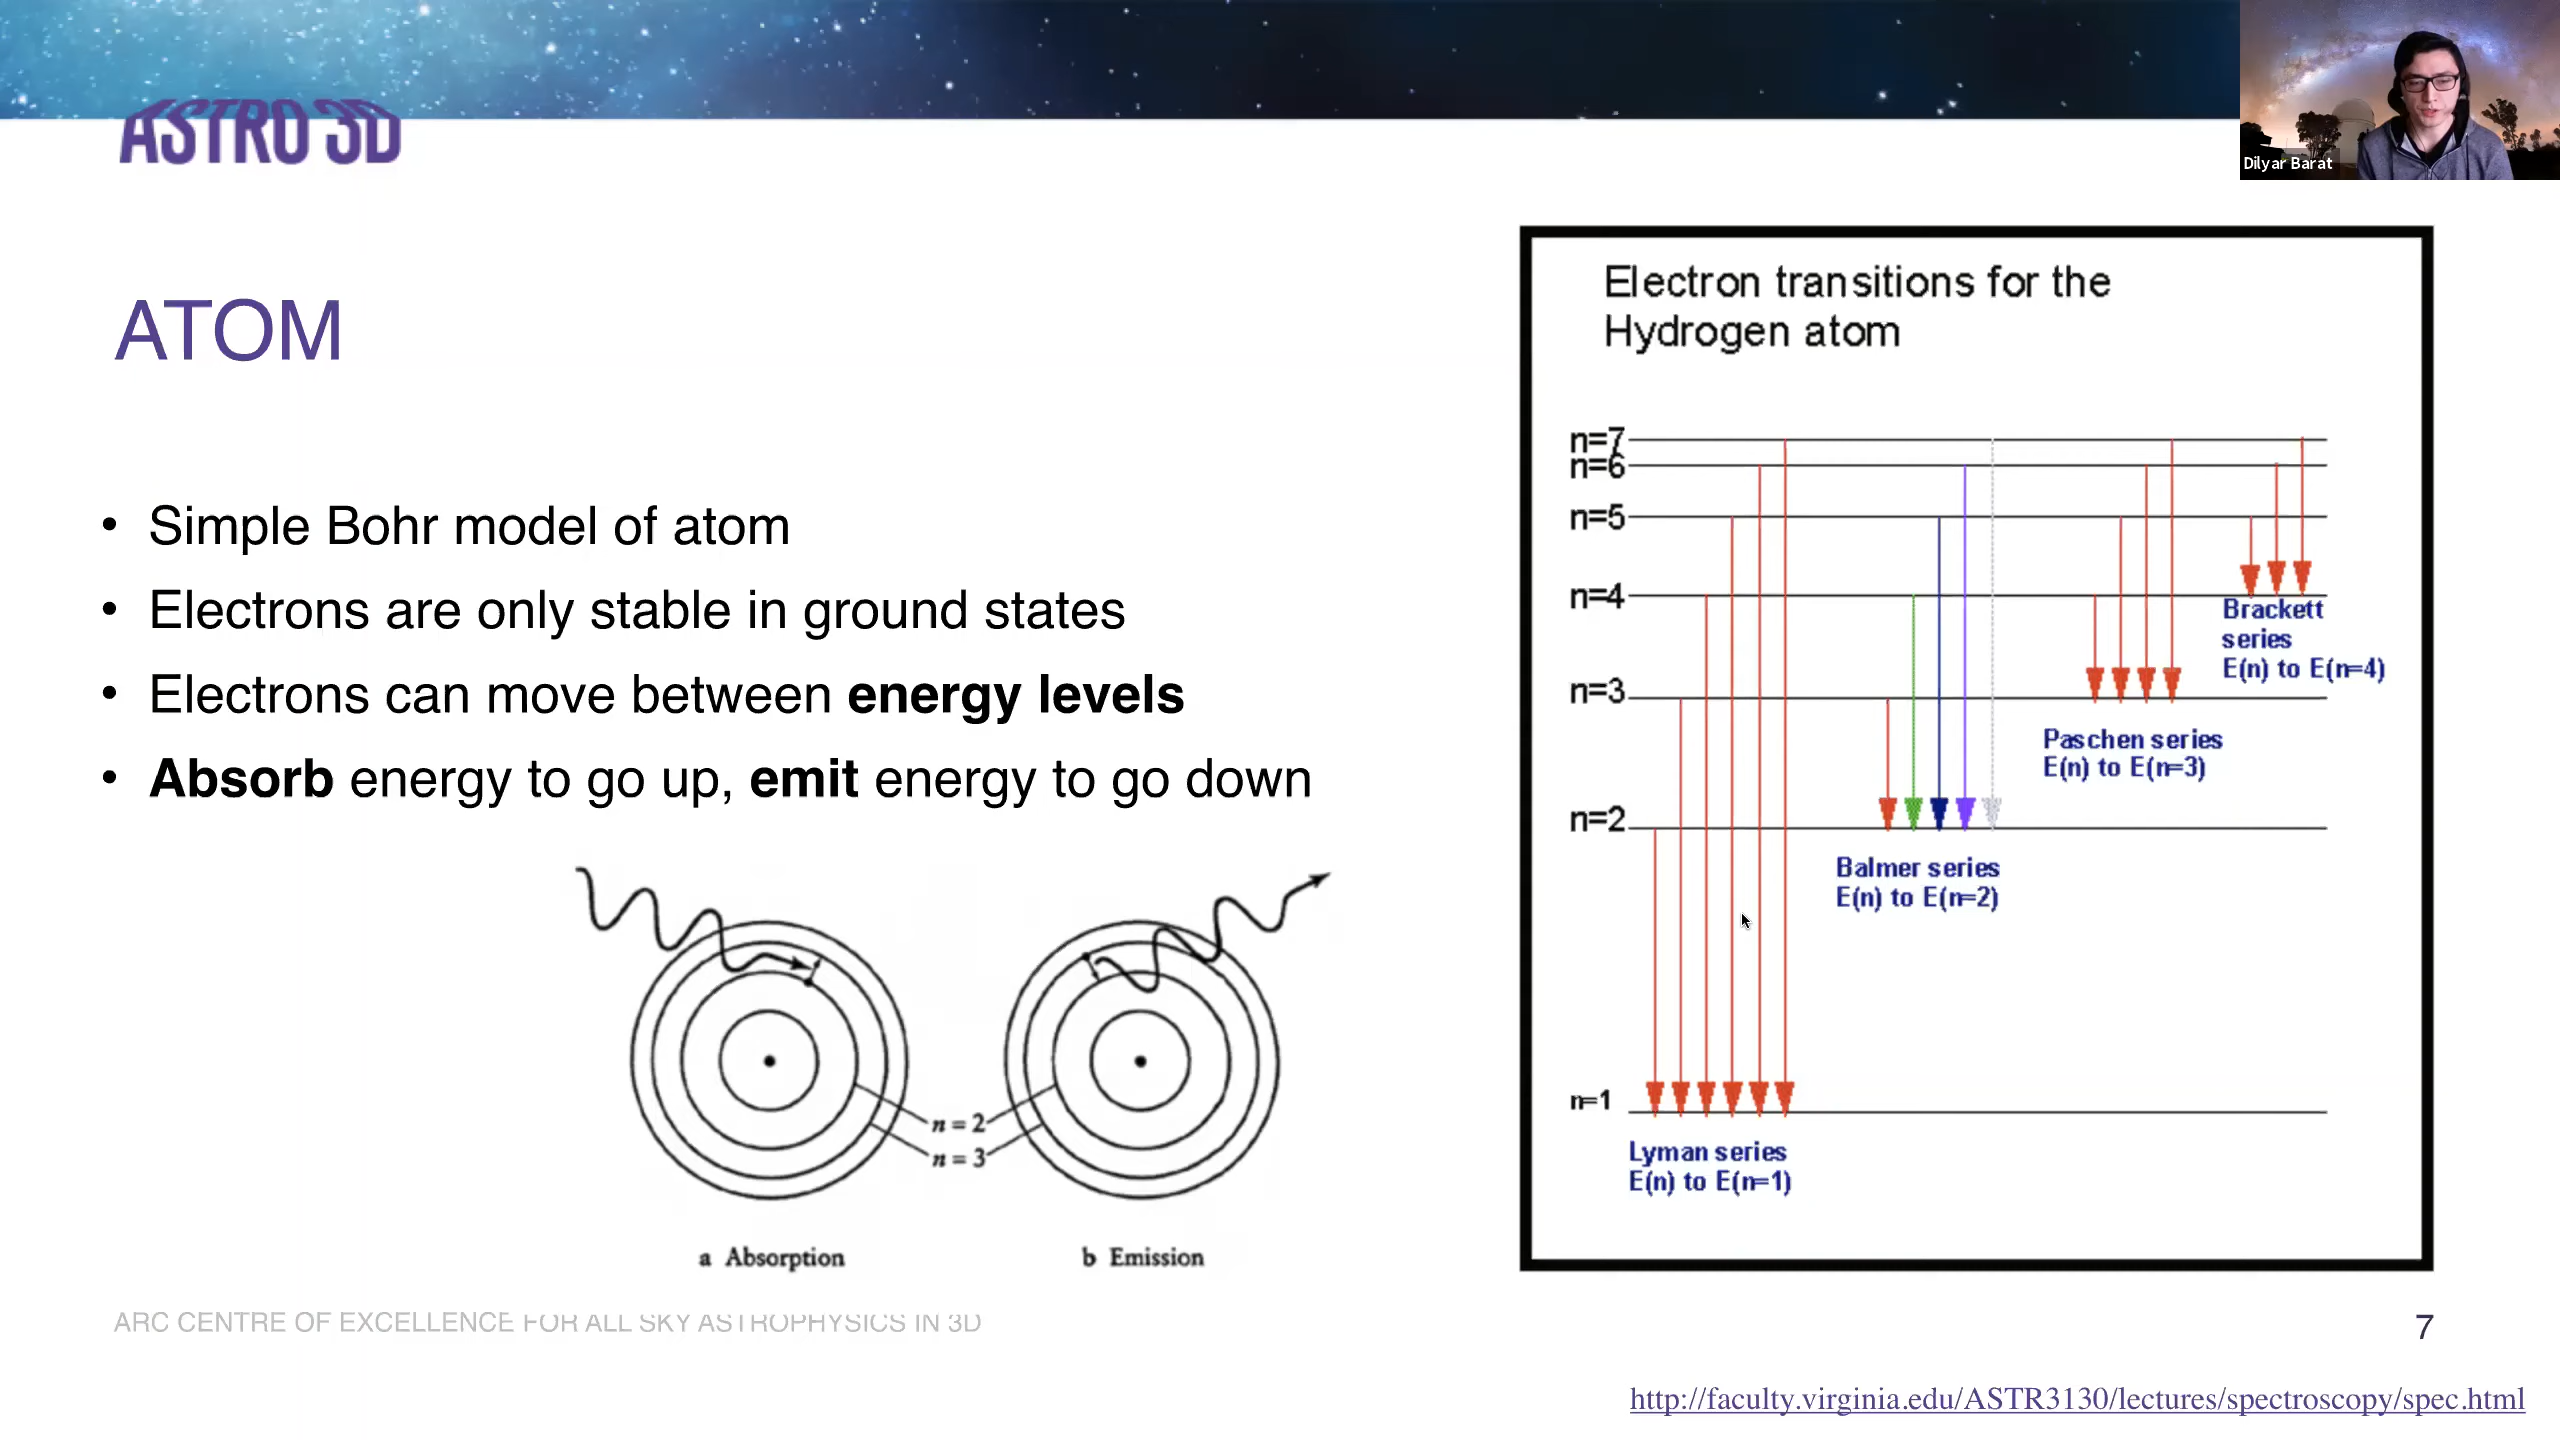 ASTRO 3D
Dilyar Barat
ATOM
• Simple Bohr model of atom
• Electrons are only stable in ground states
• Electrons can move between energy levels
• Absorb energy to go up, emit energy to go down
n = 2
n = 3
a Absorption
b Emission
Electron transitions for the
Hydrogen atom
n=7
n=6
n=5
n=4
n=3
n=2
n=1
Brackett
series
E(n) to E(n=4)
Paschen series
E(n) to E(n=3)
Balmer series
E(n) to E(n=2)
Lyman series
E(n) to E(n=1)
ARC CENTRE OF EXCELLENCE FOR ALL SKY ASTROPHYSICS IN 3D
7
http://faculty.virginia.edu/ASTR3130/lectures/spectroscopy/spec.html